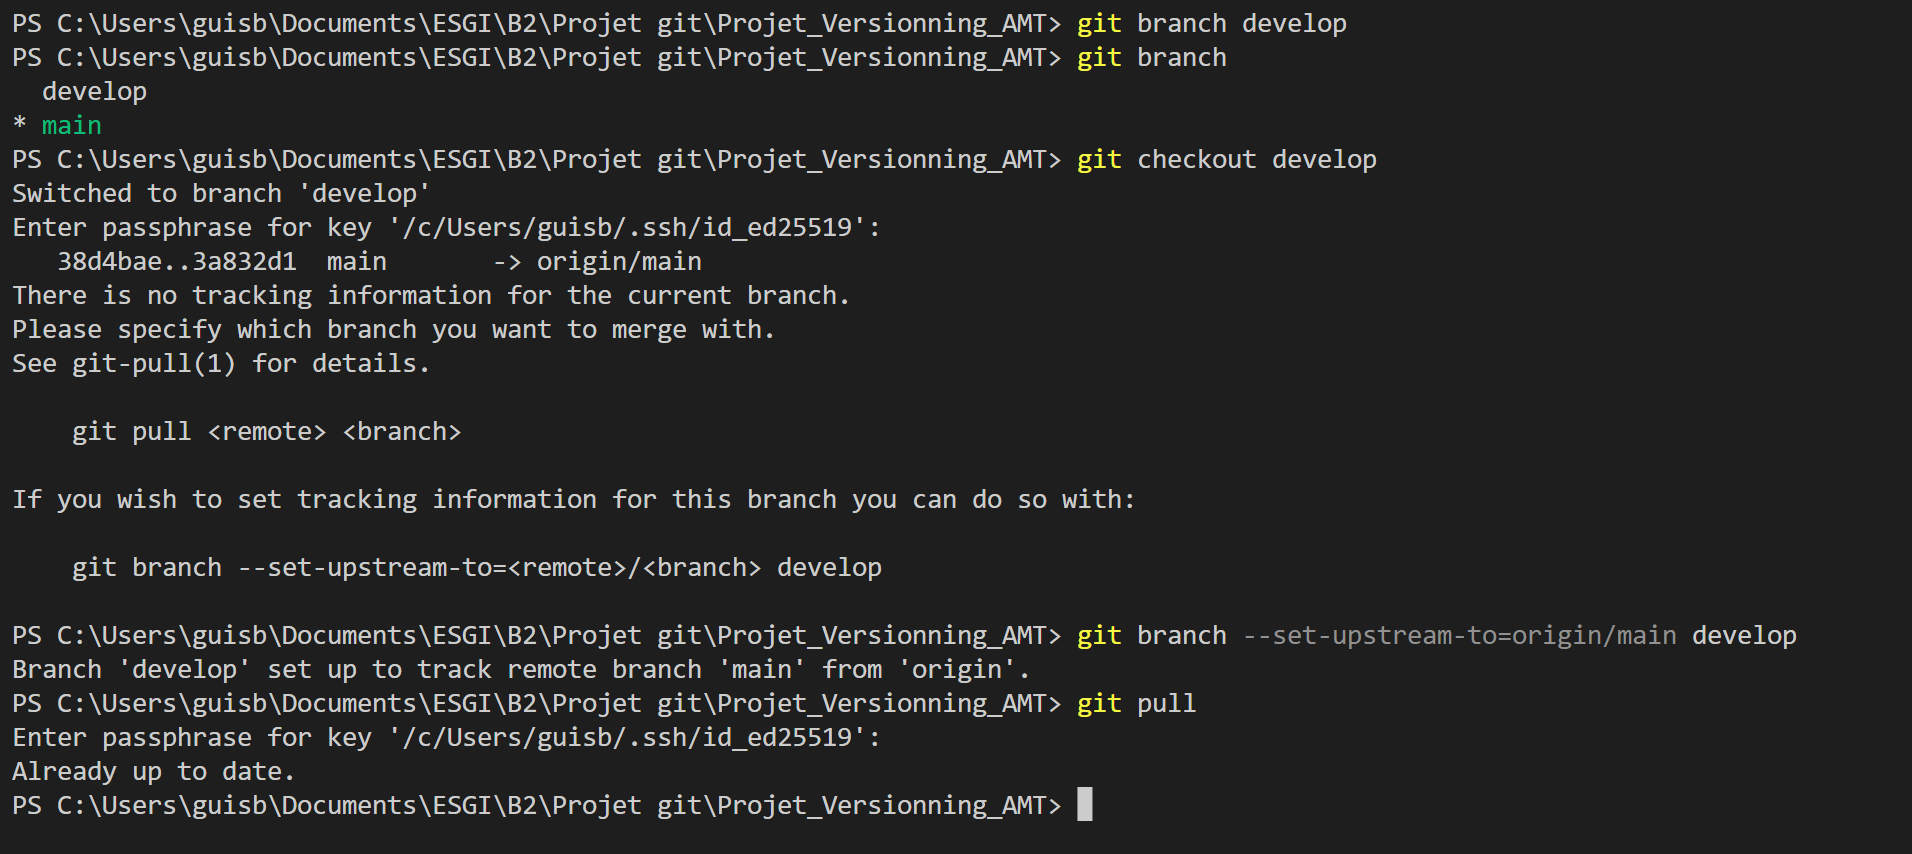 PS C:\Users\guisb\Documents\ESGI\B2\Projet git\Projet_Versionning_AMT> git branch develop
PS C:\Users\guisb\Documents\ESGI\B2\Projet git\Projet_Versionning_AMT> git branch
  develop
* main
PS C:\Users\guisb\Documents\ESGI\B2\Projet git\Projet_Versionning_AMT> git checkout develop
Switched to branch 'develop'
Enter passphrase for key '/c/Users/guisb/.ssh/id_ed25519':
   38d4bae..3a832d1  main       -> origin/main
There is no tracking information for the current branch.
Please specify which branch you want to merge with.
See git-pull(1) for details.

    git pull <remote> <branch>

If you wish to set tracking information for this branch you can do so with:

    git branch --set-upstream-to=<remote>/<branch> develop

PS C:\Users\guisb\Documents\ESGI\B2\Projet git\Projet_Versionning_AMT> git branch --set-upstream-to=origin/main develop
Branch 'develop' set up to track remote branch 'main' from 'origin'.
PS C:\Users\guisb\Documents\ESGI\B2\Projet git\Projet_Versionning_AMT> git pull
Enter passphrase for key '/c/Users/guisb/.ssh/id_ed25519':
Already up to date.
PS C:\Users\guisb\Documents\ESGI\B2\Projet git\Projet_Versionning_AMT>